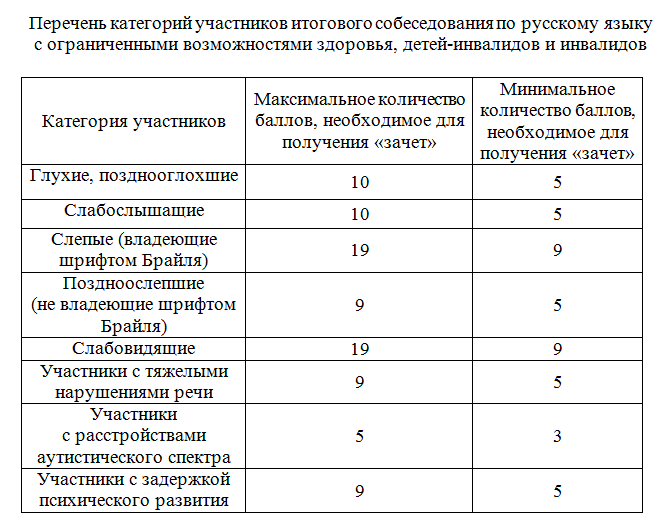 Перечень категорий участников итогового собеседования по русскому языку
с ограниченными возможностями здоровья, детей-инвалидов и инвалидов
Категория участников
Максимальное количество
баллов, необходимое для
получения «зачет»
Минимальное
количество баллов,
необходимое для
получения «зачет»
Глухие, позднооглохшие
10
5
Слабослышащие
10
5
Слепые (владеющие
шрифтом Брайля)
19
9
Поздноослепшие
(не владеющие шрифтом
Брайля)
9
5
Слабовидящие
19
9
Участники с тяжелыми
нарушениями речи
9
5
Участники
с расстройствами
аутистического спектра
5
3
Участники с задержкой
психического развития
9
5